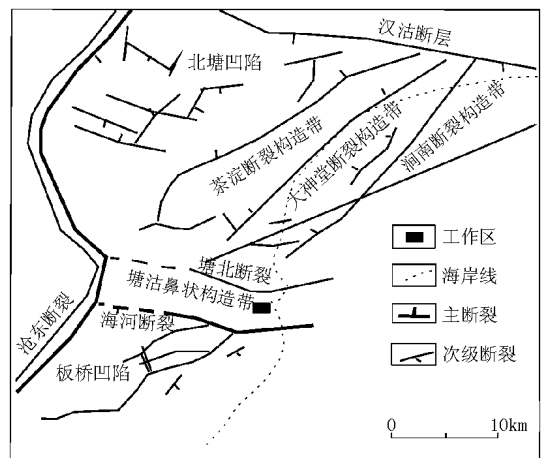 汉沽断层
北塘凹陷
茶淀断裂构造带
大神堂断裂构造带
涧南断裂构造带
塘北断裂
塘沽鼻状构造带
海河断裂
沧东断裂
板桥凹陷
工作区
海岸线
主断裂
次级断裂
0 10km